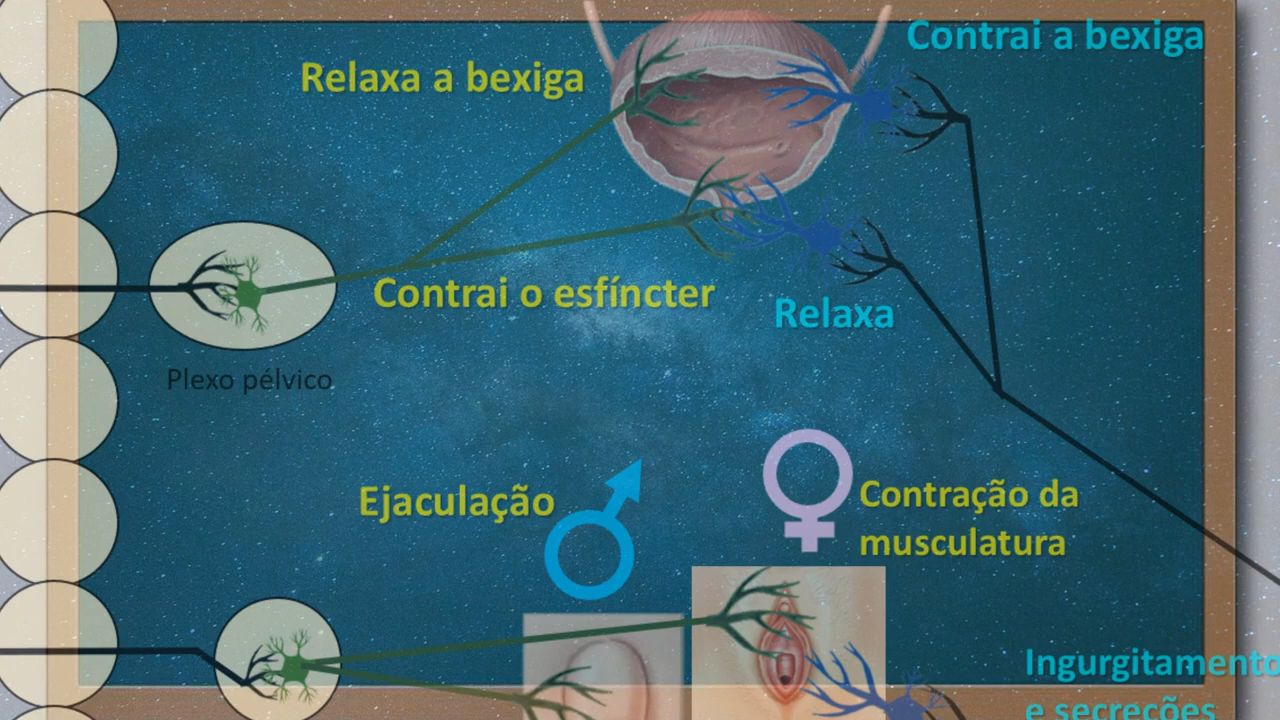 Contrai a bexiga
Relaxa a bexiga
Contrai o esfíncter
Relaxa
Plexo pélvico
Ejaculação
Contração da
musculatura
Ingurgitamento
e secreções